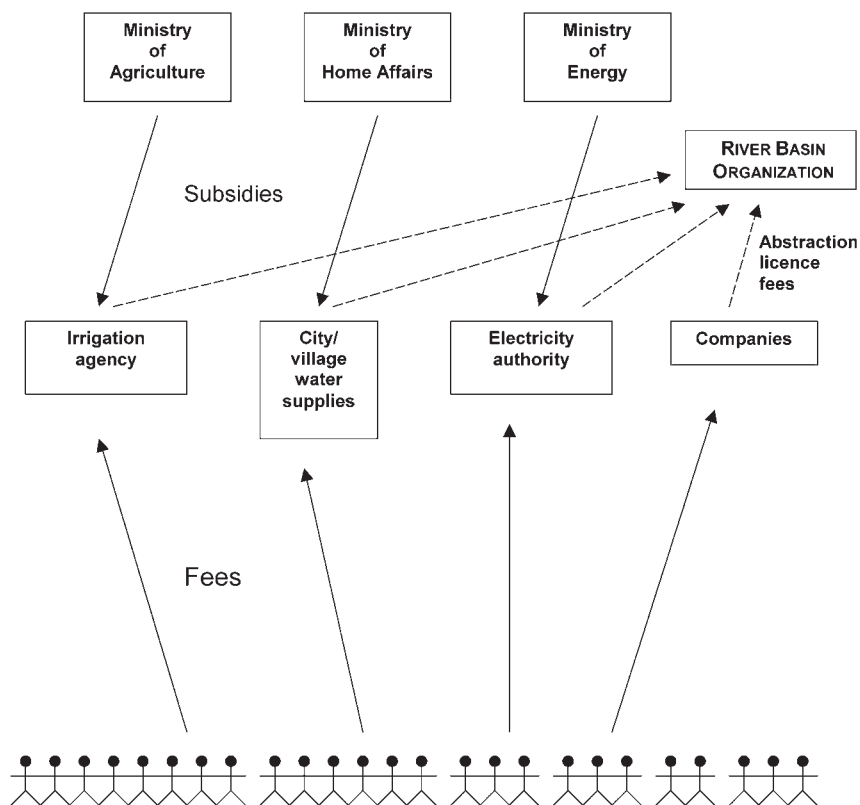 Ministry
of
Agriculture
Ministry
of
Home Affairs
Ministry
of
Energy
RIVER BASIN
ORGANIZATION
Subsidies
Abstraction
licence
fees
Irrigation
agency
City/
village
water
supplies
Electricity
authority
Companies
Fees